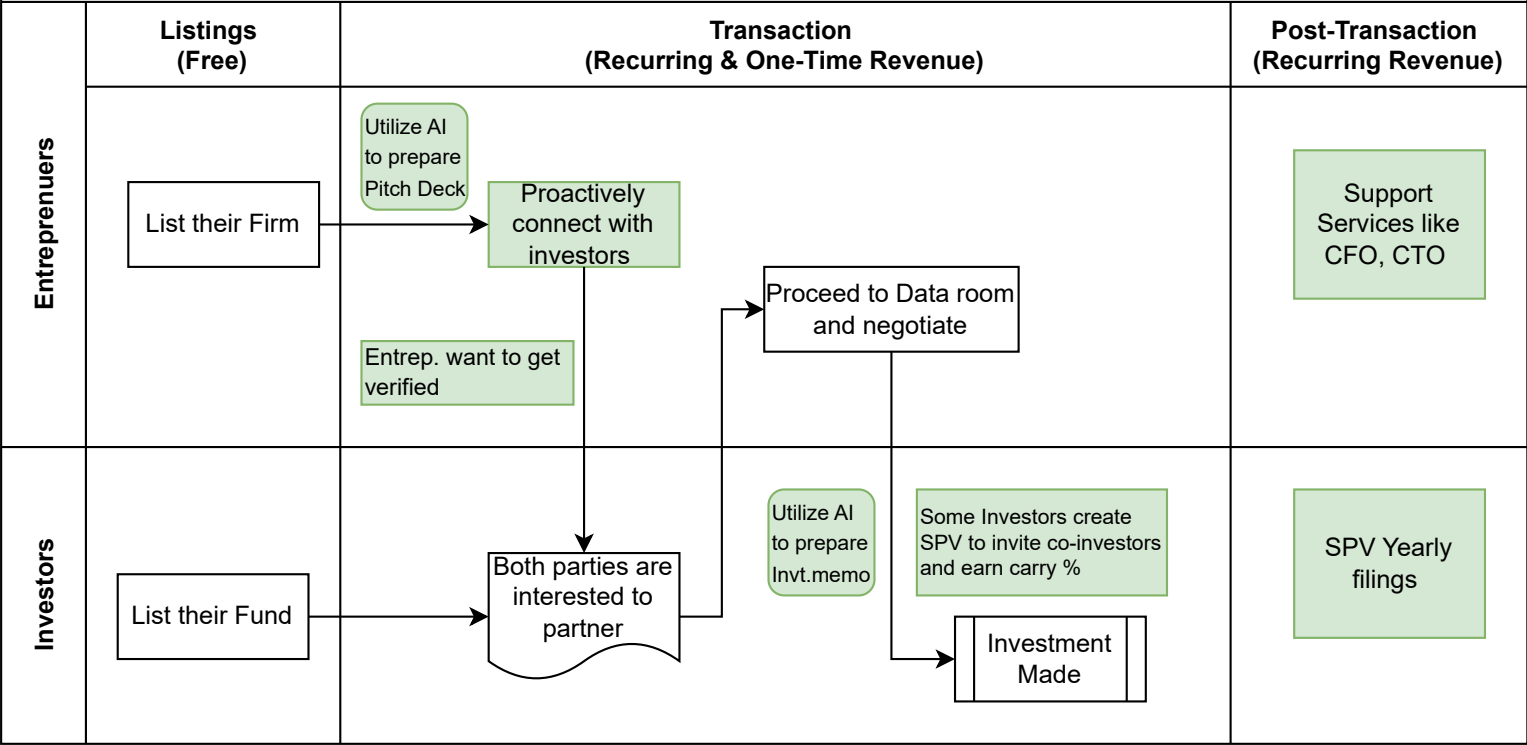 Listings
(Free)
Transaction
(Recurring & One-Time Revenue)
Post-Transaction
(Recurring Revenue)
Entreprenuers
List their Firm
Utilize AI
to prepare
Pitch Deck
Proactively
connect with
investors
Entrep. want to get
verified
Proceed to Data room
and negotiate
Support
Services like
CFO, CTO
Investors
List their Fund
Both parties are
interested to
partner
Utilize AI
to prepare
Invt.memo
Some Investors create
SPV to invite co-investors
and earn carry %
Investment
Made
SPV Yearly
filings